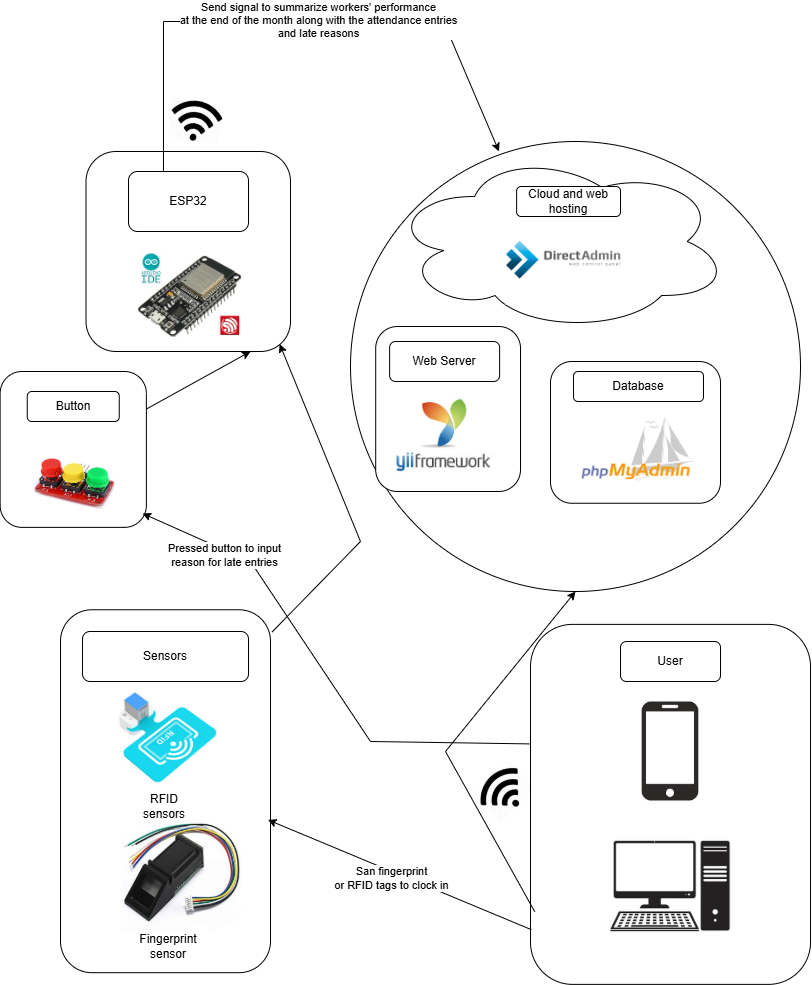 Send signal to summarize workers' performance
at the end of the month along with the attendance entries
and late reasons
ESP32
ARDUINO
IDE
Cloud and web
hosting
DirectAdmin
web control panel
Web Server
yiiframework
Database
phpMyAdmin
Button
Pressed button to input
reason for late entries
Sensors
RFID
RFID
sensors
Fingerprint
sensor
User
San fingerprint
or RFID tags to clock in